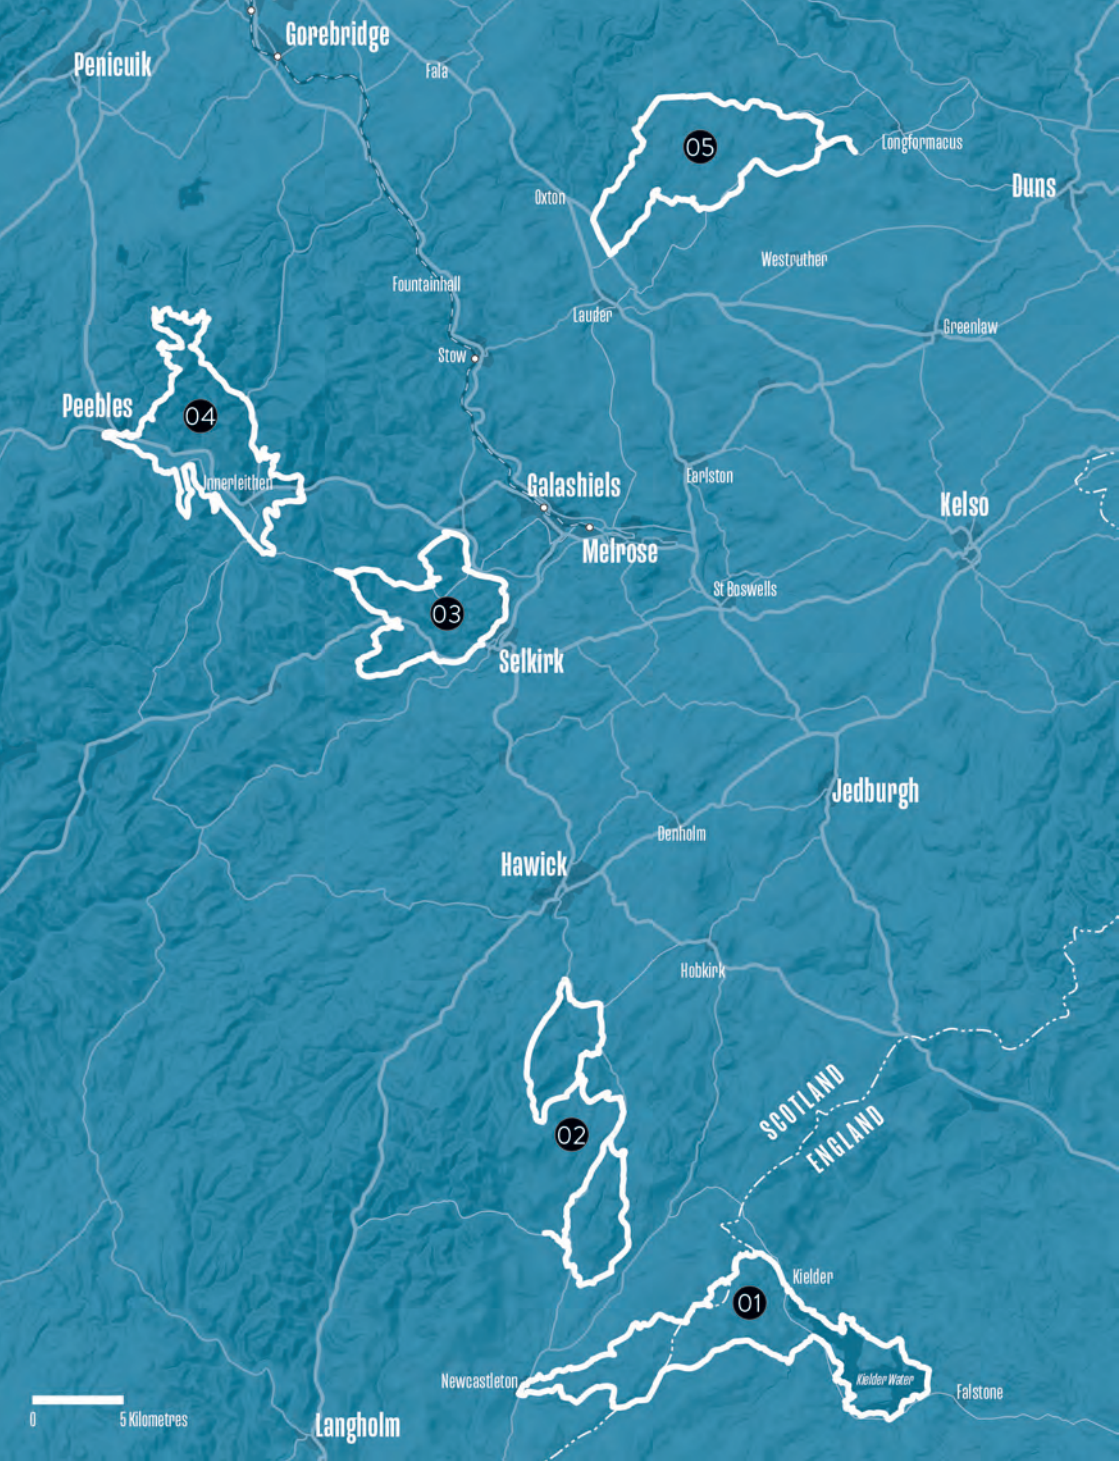 Gorebridge
Penicuik
Fala
05
Longformacus
Duns
Oxton
Westruther
Fountainhall
Lauder
Greenlaw
Stow
Peebles
04
Innerleithen
Galashiels
Earlston
Kelso
Melrose
St Boswells
03
Selkirk
Jedburgh
Denholm
Hawick
Hobkirk
SCOTLAND
ENGLAND
02
Kielder
01
Newcastleton
Kielder Water
Falstone
0 5 Kilometres
Langholm